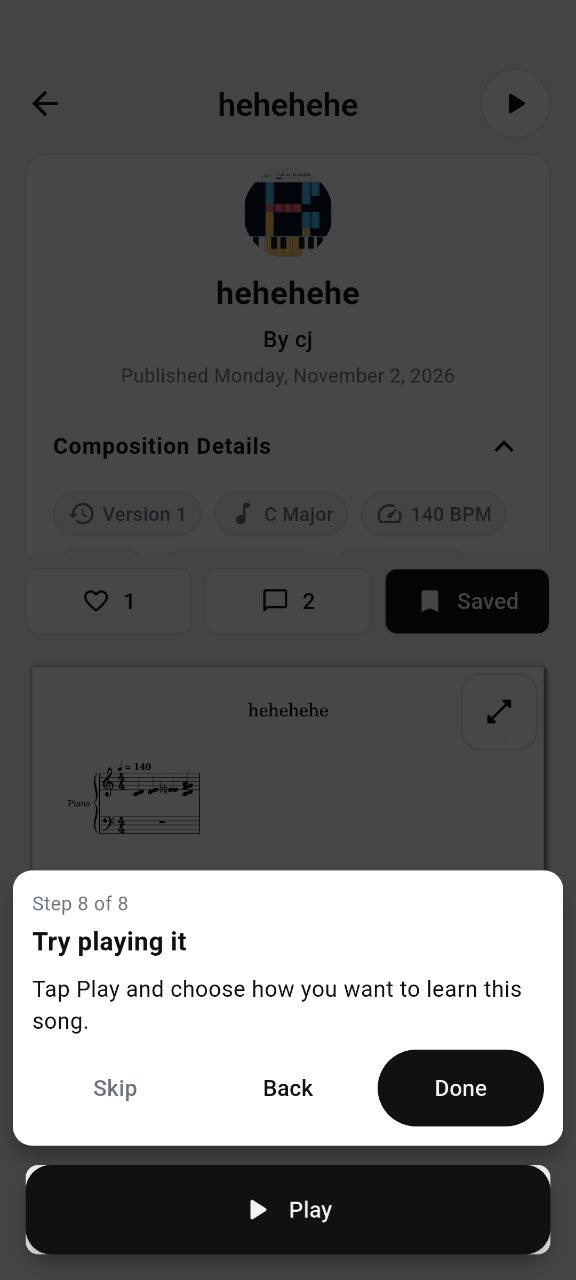 hehehehe
hehehehe
By cj
Published Monday, November 2, 2026
Composition Details
Version 1
C Major
140 BPM
1
2
Saved
hehehehe
= 140
Piano
Step 8 of 8
Try playing it
Tap Play and choose how you want to learn this
song.
Skip
Back
Done
Play